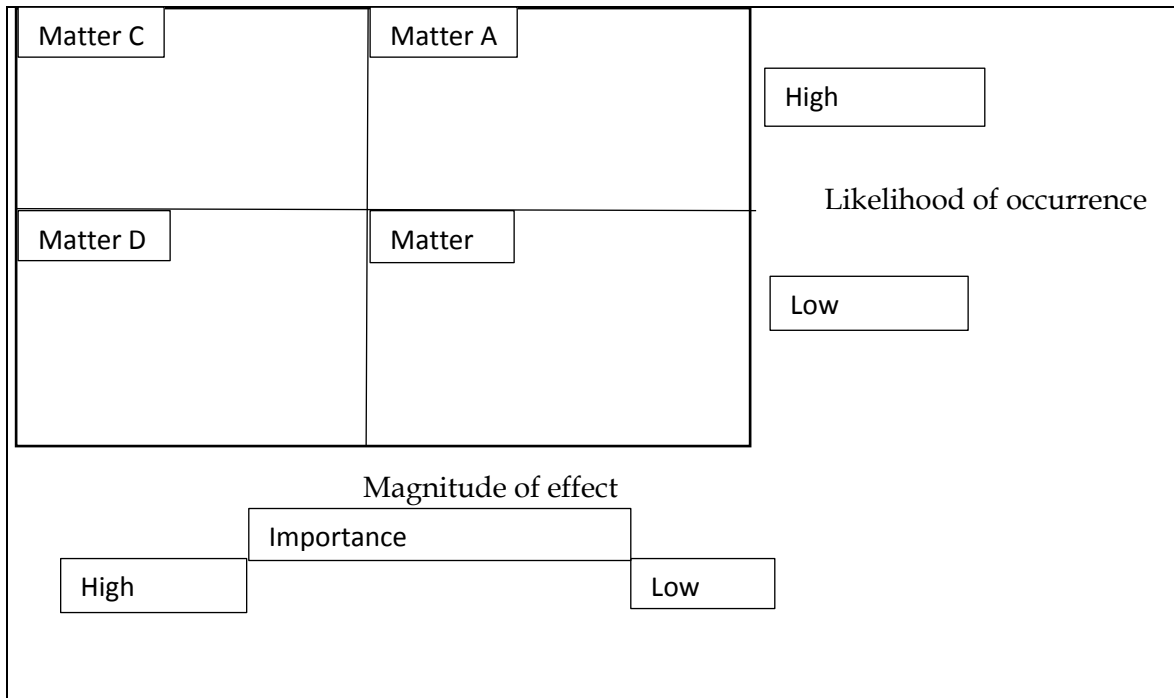 Matter C
Matter A
High
Likelihood of occurrence
Matter D
Matter
Low
Magnitude of effect
Importance
High
Low